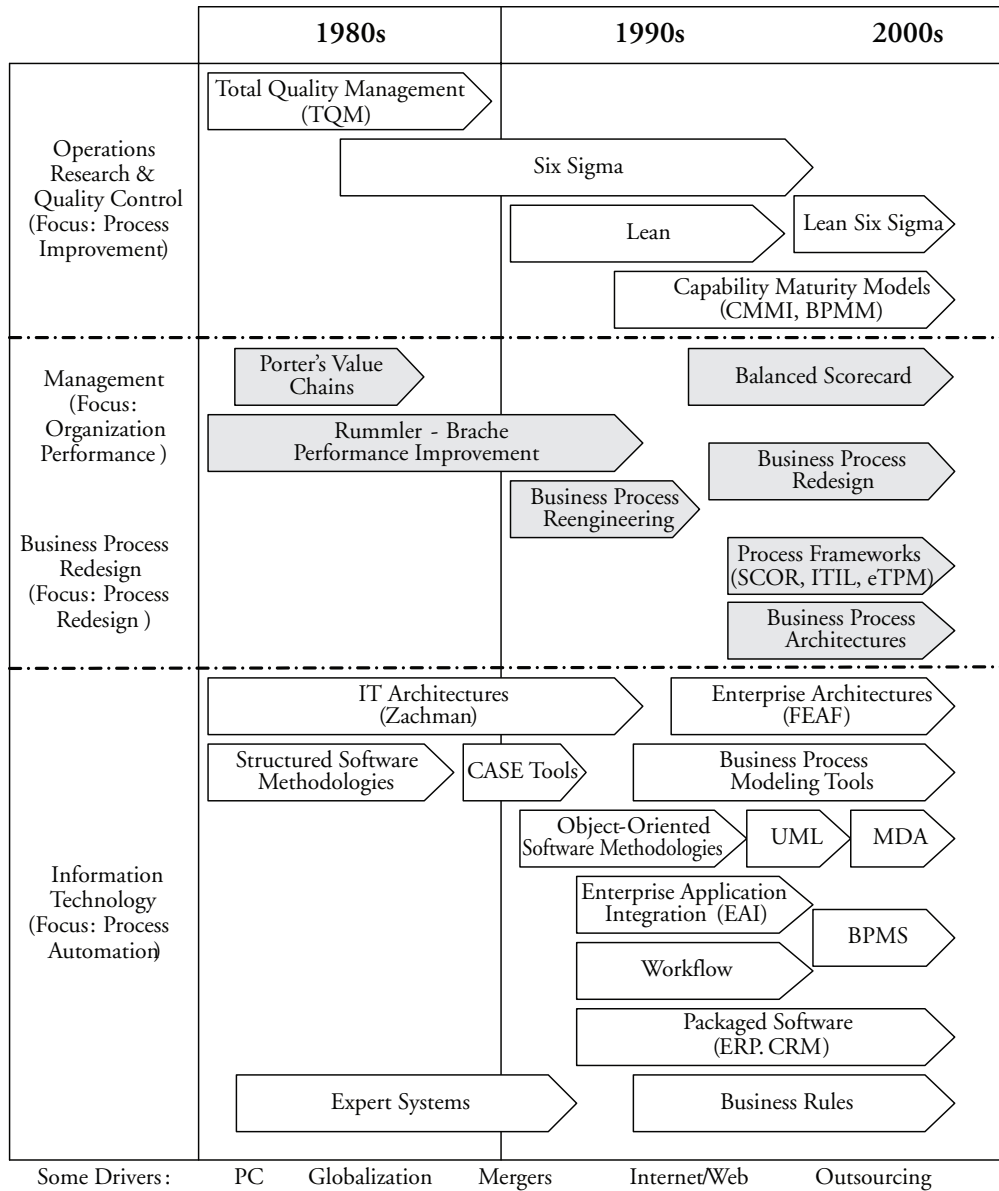 1980s
1990s
2000s
Operations
Research &
Quality Control
(Focus: Process
Improvement)
Total Quality Management
(TQM)
Six Sigma
Lean
Lean Six Sigma
Capability Maturity Models
(CMMI, BPMM)
Management
(Focus:
Organization
Performance )
Business Process
Redesign
(Focus: Process
Redesign )
Porter's Value
Chains
Balanced Scorecard
Rummler - Brache
Performance Improvement
Business Process
Redesign
Business Process
Reengineering
Process Frameworks
(SCOR, ITIL, eTPM)
Business Process
Architectures
Information
Technology
(Focus: Process
Automation)
IT Architectures
(Zachman)
Enterprise Architectures
(FEAF)
Structured Software
Methodologies
CASE Tools
Business Process
Modeling Tools
Object-Oriented
Software Methodologies
UML
MDA
Enterprise Application
Integration (EAI)
BPMS
Workflow
Packaged Software
(ERP. CRM)
Expert Systems
Business Rules
Some Drivers : PC Globalization Mergers Internet/Web Outsourcing